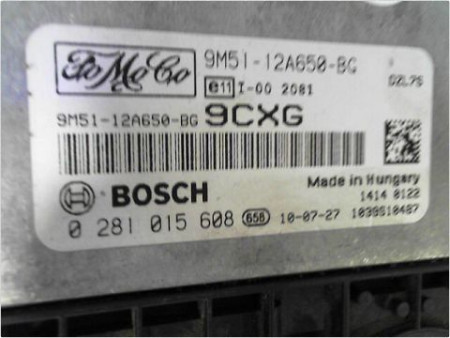 FoMoCo
9M51-12A650-BG
e11 I-00 2081
DZL7S
9M51-12A650-BG 9CXG
BOSCH
Made in Hungary
1414 8122
0 281 015 608 658 10-07-27 1039S10487